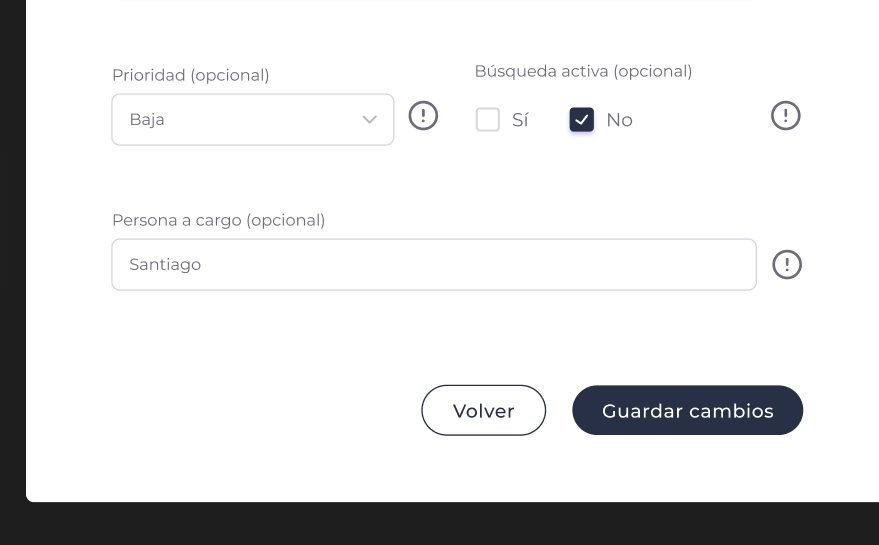 Prioridad (opcional)
Búsqueda activa (opcional)
Baja
Sí
No
Persona a cargo (opcional)
Santiago
Volver
Guardar cambios